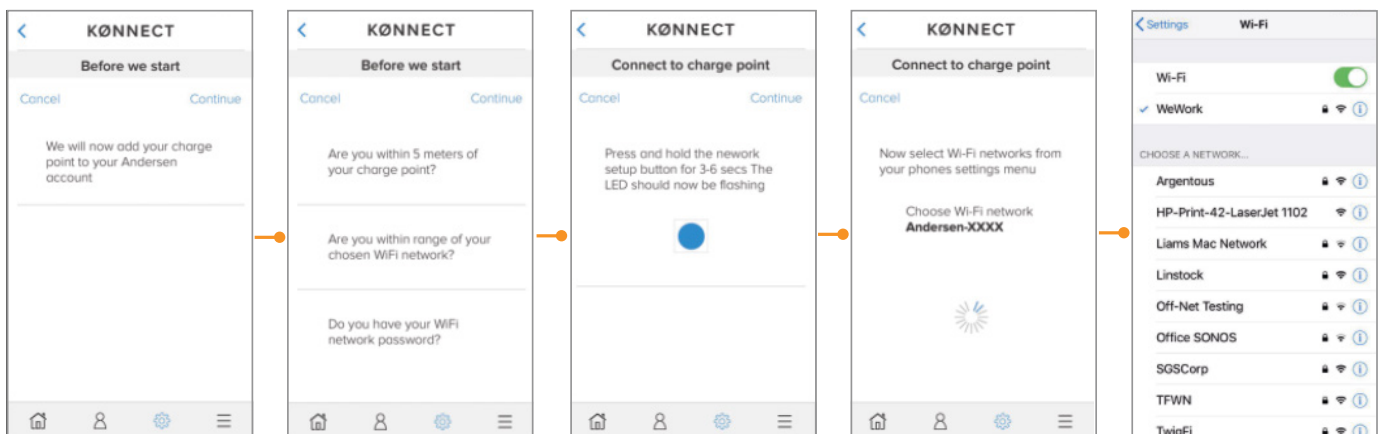 KØNNECT
Before we start
Cancel Continue
We will now add your charge
point to your Andersen
account
KØNNECT
Before we start
Cancel Continue
Are you within 5 meters of
your charge point?
Are you within range of your
chosen WiFi network?
Do you have your WiFi
network password?
KØNNECT
Connect to charge point
Cancel Continue
Press and hold the nework
setup button for 3-6 secs The
LED should now be flashing
KØNNECT
Connect to charge point
Cancel
Now select Wi-Fi networks from
your phones settings menu
Choose Wi-Fi network
Andersen-XXXX
Settings Wi-Fi
Wi-Fi
WeWork
CHOOSE A NETWORK...
Argentous
HP-Print-42-LaserJet 1102
Liams Mac Network
Linstock
Off-Net Testing
Office SONOS
SGSCorp
TFWN
TwigFi